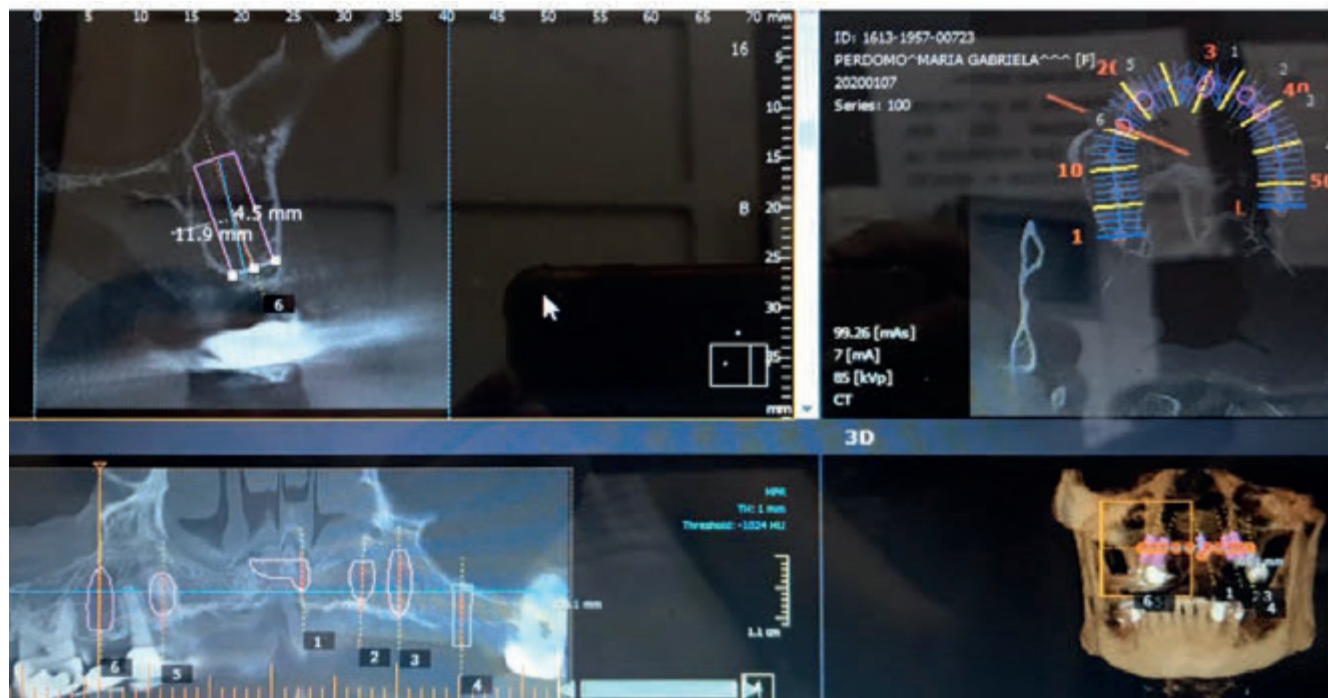 0 5 10 15 20 25 30 35 40 45 50 55 60 65 70 mm
16
5
10
15
20
25
30
35
mm
B
4.5 mm
11.9 mm
6
ID: 1613-1957-00723
PERDOMO^MARIA GABRIELA^^^ [F]
20200107
Series: 100
5 3 1 2
6 3
10
1 L
99.26 [mAs]
7 [mA]
85 [kVp]
CT
3D
MPR
TH: 1 mm
Threshold: -1024 HU
1.1 cm
6 5 1 2 3 4
6 1 2 3
4